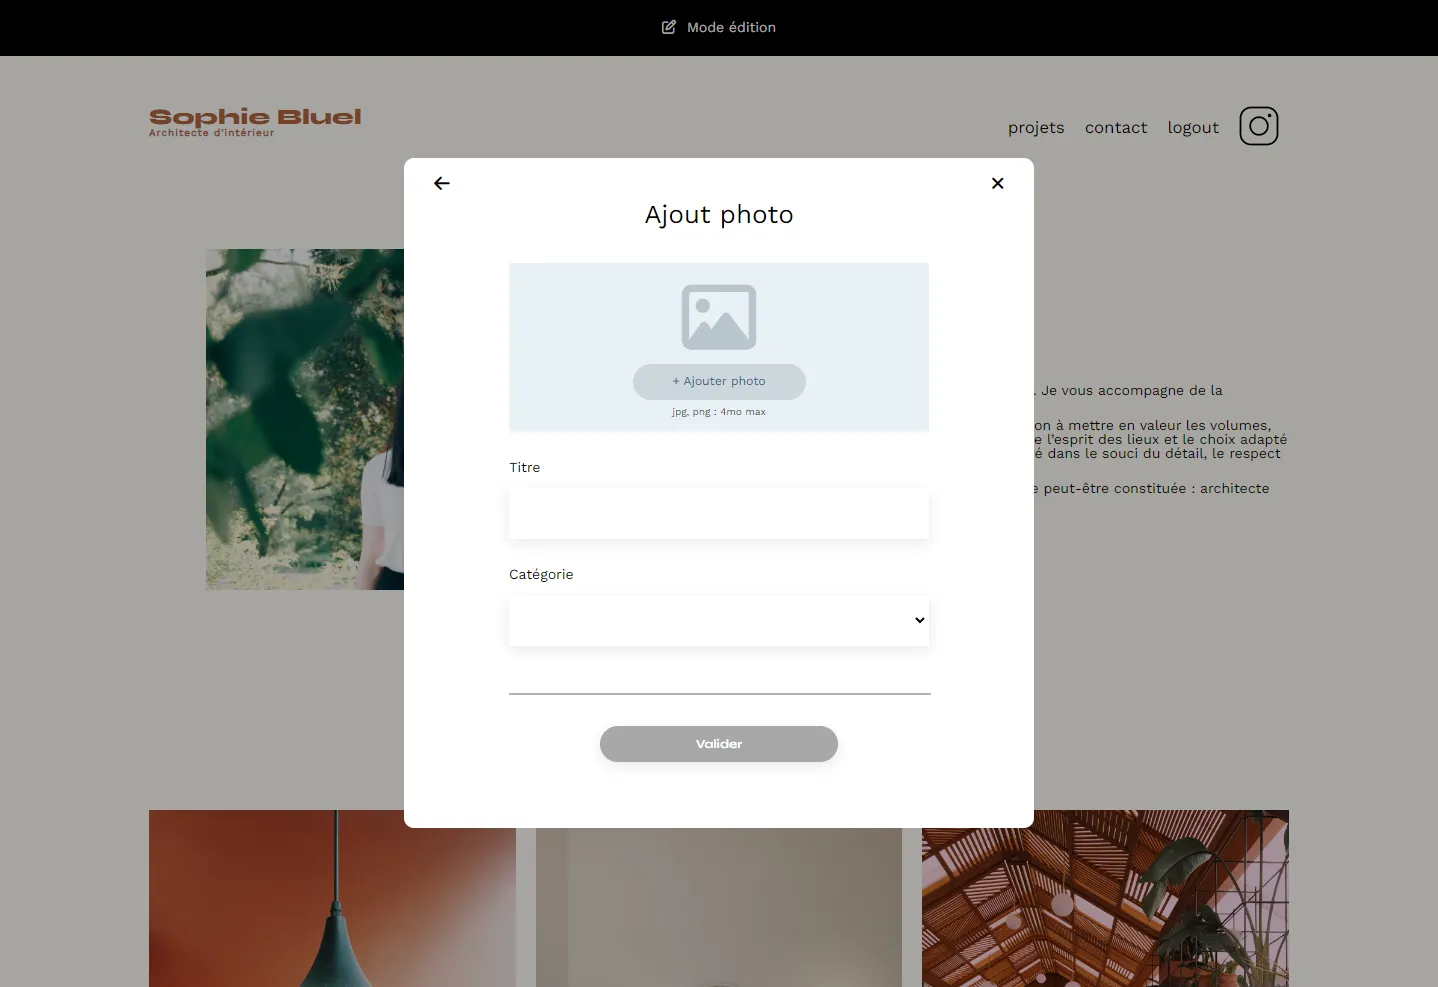 Mode édition
Sophie Bluel
Architecte d'intérieur
projets contact logout
Ajout photo
+ Ajouter photo
jpg, png : 4mo max
Titre
Catégorie
Valider
. Je vous accompagne de la
on à mettre en valeur les volumes,
e l’esprit des lieux et le choix adapté
é dans le souci du détail, le respect
e peut-être constituée : architecte